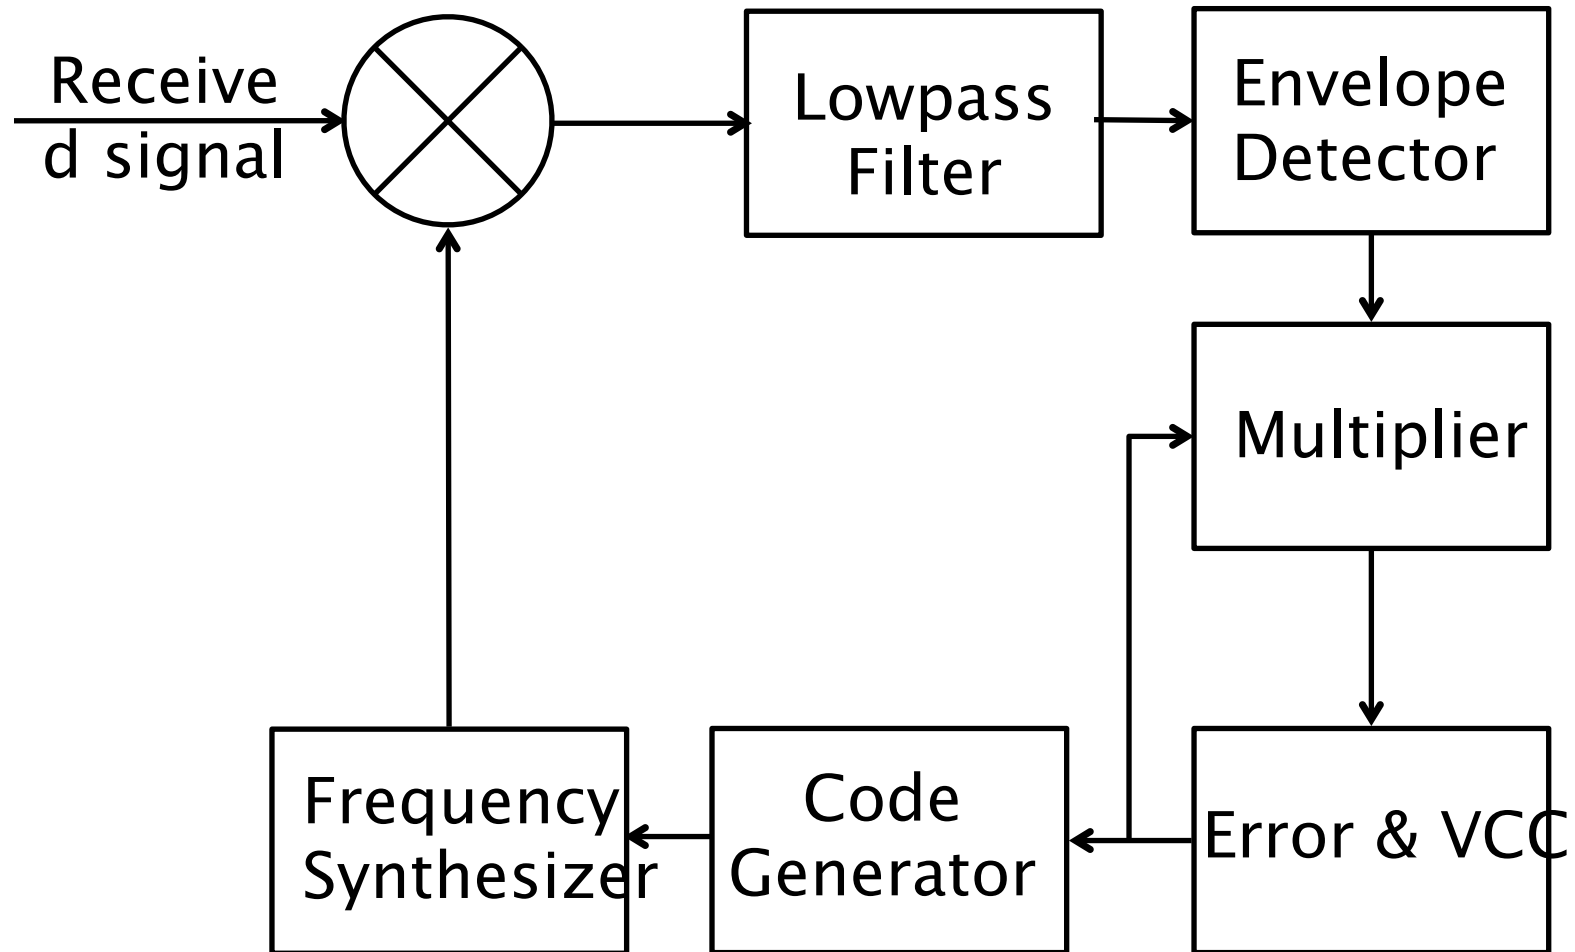 Receive
d signal
Lowpass
Filter
Envelope
Detector
Multiplier
Frequency
Synthesizer
Code
Generator
Error & VCC